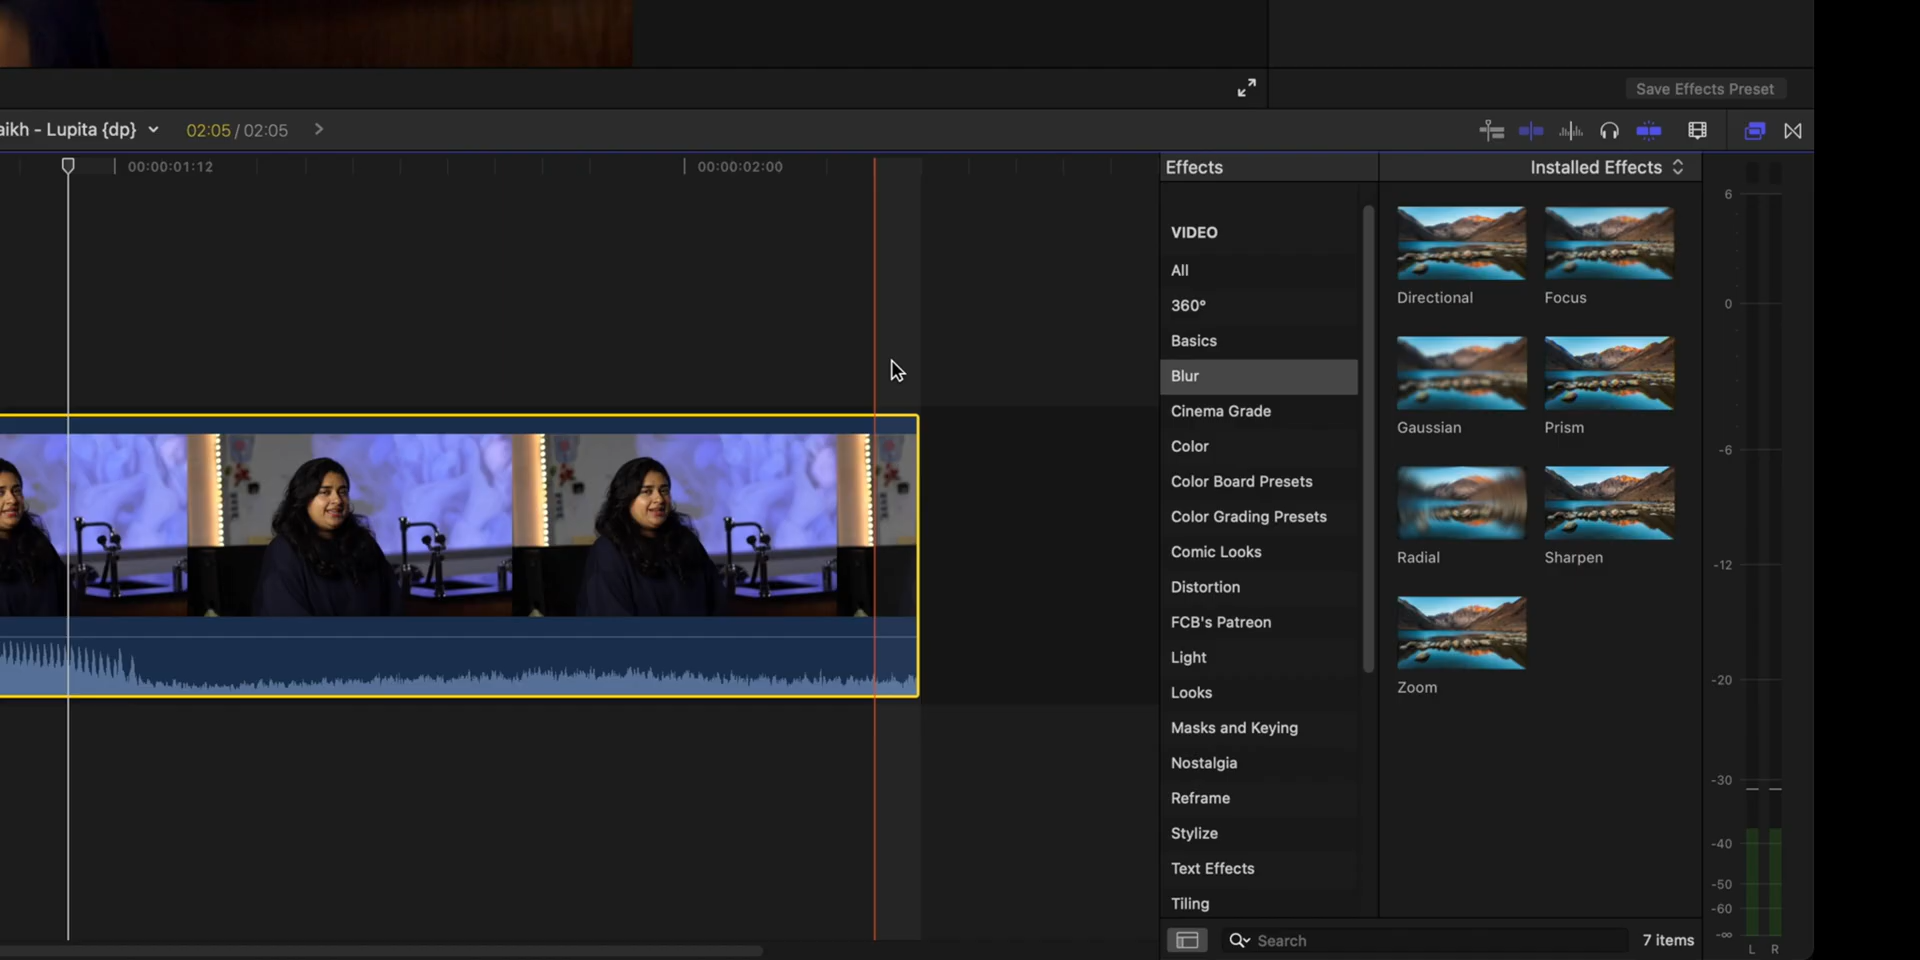 Save Effects Preset
aikh - Lupita {dp}
02:05 / 02:05
00:00:01:12
00:00:02:00
Effects
Installed Effects
VIDEO
All
360°
Basics
Blur
Cinema Grade
Color
Color Board Presets
Color Grading Presets
Comic Looks
Distortion
FCB's Patreon
Light
Looks
Masks and Keying
Nostalgia
Reframe
Stylize
Text Effects
Tiling
Directional
Focus
Gaussian
Prism
Radial
Sharpen
Zoom
Search
7 items
6
0
-6
-12
-20
-30
-40
-50
-60
-∞
L R